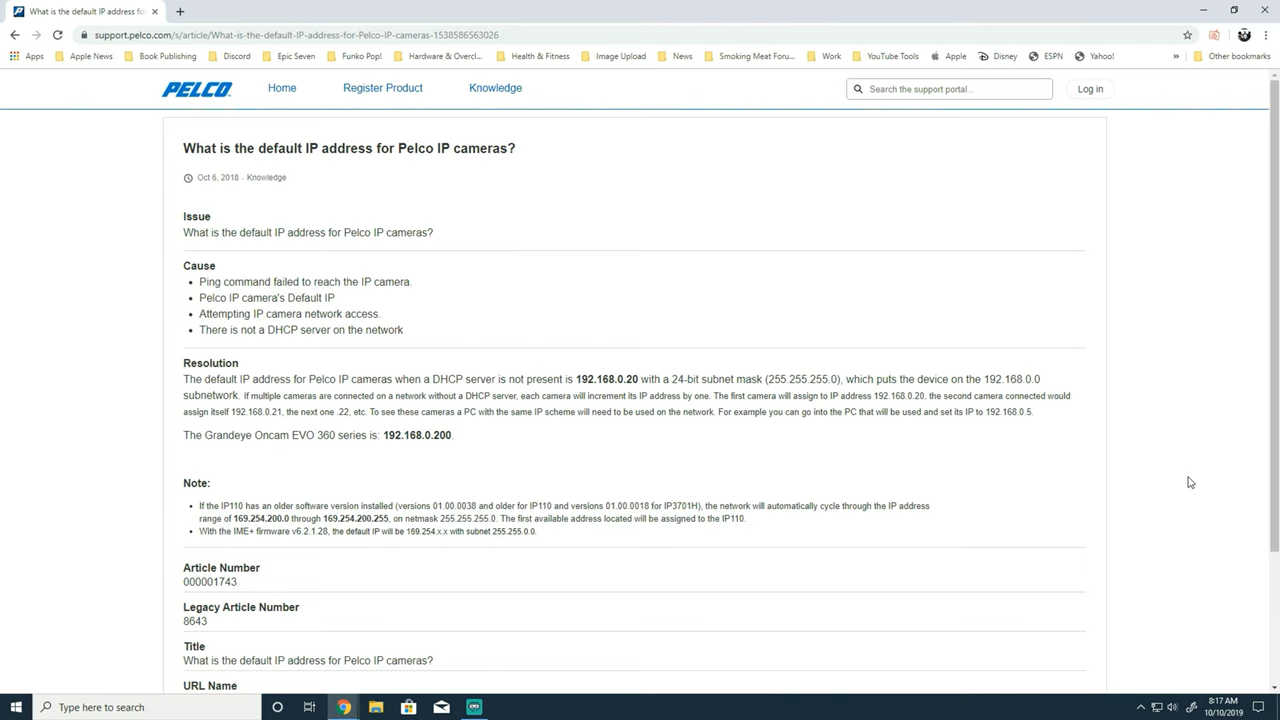 What is the default IP address fo
support.pelco.com/s/article/What-is-the-default-IP-address-for-Pelco-IP-cameras-1538586563026
Apps Apple News Book Publishing Discord Epic Seven Funko Pop! Hardware & Overcl... Health & Fitness Image Upload News Smoking Meat Foru... Work YouTube Tools Apple Disney ESPN Yahoo! » Other bookmarks
PELCO Home Register Product Knowledge Search the support portal... Log in
What is the default IP address for Pelco IP cameras?
Oct 6, 2018 · Knowledge
Issue
What is the default IP address for Pelco IP cameras?
Cause
• Ping command failed to reach the IP camera.
• Pelco IP camera's Default IP
• Attempting IP camera network access.
• There is not a DHCP server on the network
Resolution
The default IP address for Pelco IP cameras when a DHCP server is not present is 192.168.0.20 with a 24-bit subnet mask (255.255.255.0), which puts the device on the 192.168.0.0
subnetwork. If multiple cameras are connected on a network without a DHCP server, each camera will increment its IP address by one. The first camera will assign to IP address 192.168.0.20, the second camera connected would
assign itself 192.168.0.21, the next one .22, etc. To see these cameras a PC with the same IP scheme will need to be used on the network. For example you can go into the PC that will be used and set its IP to 192.168.0.5.
The Grandeye Oncam EVO 360 series is: 192.168.0.200.
Note:
• If the IP110 has an older software version installed (versions 01.00.0038 and older for IP110 and versions 01.00.0018 for IP3701H), the network will automatically cycle through the IP address
range of 169.254.200.0 through 169.254.200.255, on netmask 255.255.255.0. The first available address located will be assigned to the IP110.
• With the IME+ firmware v6.2.1.28, the default IP will be 169.254.x.x with subnet 255.255.0.0.
Article Number
000001743
Legacy Article Number
8643
Title
What is the default IP address for Pelco IP cameras?
URL Name
Type here to search
8:17 AM
10/10/2019